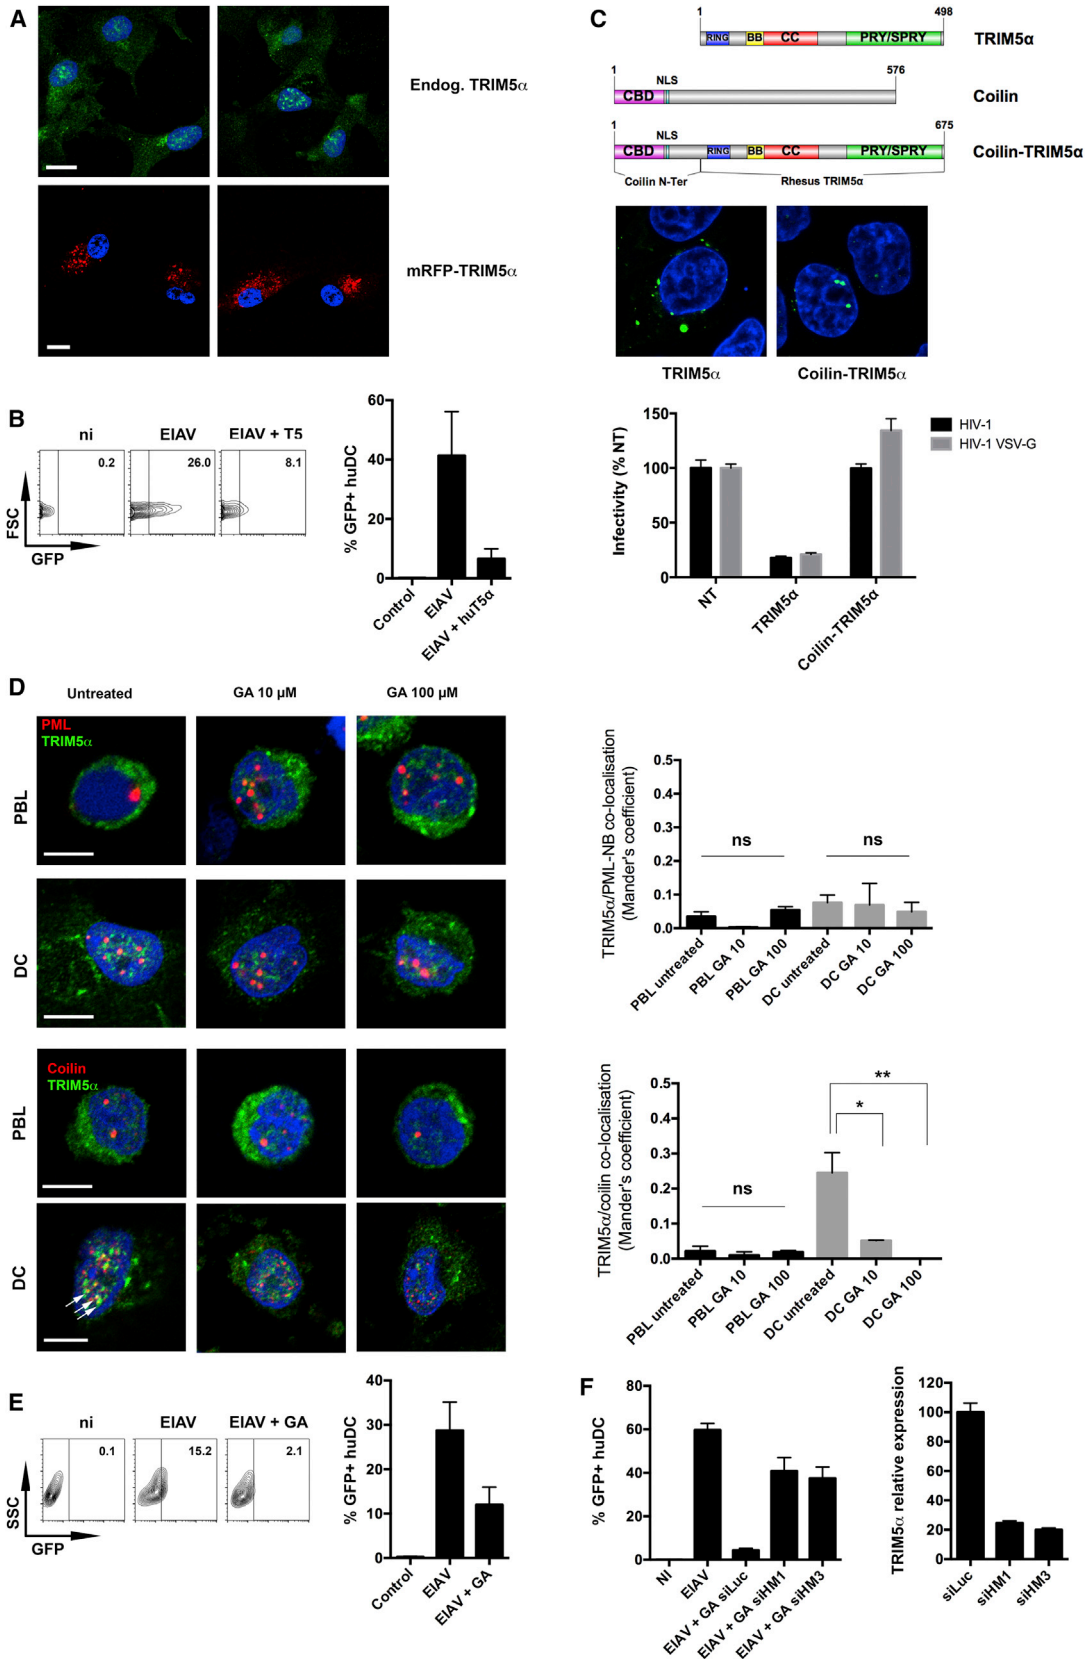 A
Endog. TRIM5α
mRFP-TRIM5α
B
ni
EIAV
EIAV + T5
0.2
26.0
8.1
FSC
GFP
% GFP+ huDC
60
40
20
0
Control
EIAV
EIAV + huT5α
C
1
498
RING
BB
CC
PRY/SPRY
TRIM5α
1
NLS
576
CBD
Coilin
1
NLS
675
CBD
RING
BB
CC
PRY/SPRY
Coilin-TRIM5α
Coilin N-Ter
Rhesus TRIM5α
TRIM5α
Coilin-TRIM5α
Infectivity (% NT)
150
100
50
0
NT
TRIM5α
Coilin-TRIM5α
HIV-1
HIV-1 VSV-G
D
Untreated
GA 10 μM
GA 100 μM
PML
TRIM5α
PBL
DC
Coilin
TRIM5α
PBL
DC
TRIM5α/PML-NB co-localisation
(Mander's coefficient)
0.5
0.4
0.3
0.2
0.1
0.0
ns
ns
PBL untreated
PBL GA 10
PBL GA 100
DC untreated
DC GA 10
DC GA 100
TRIM5α/coilin co-localisation
(Mander's coefficient)
0.5
0.4
0.3
0.2
0.1
0.0
ns
*
**
PBL untreated
PBL GA 10
PBL GA 100
DC untreated
DC GA 10
DC GA 100
E
ni
EIAV
EIAV + GA
0.1
15.2
2.1
SSC
GFP
% GFP+ huDC
40
30
20
10
0
Control
EIAV
EIAV + GA
F
% GFP+ huDC
80
60
40
20
0
NI
EIAV
EIAV + GA siLuc
EIAV + GA siHM1
EIAV + GA siHM3
TRIM5α relative expression
120
100
80
60
40
20
0
siLuc
siHM1
siHM3